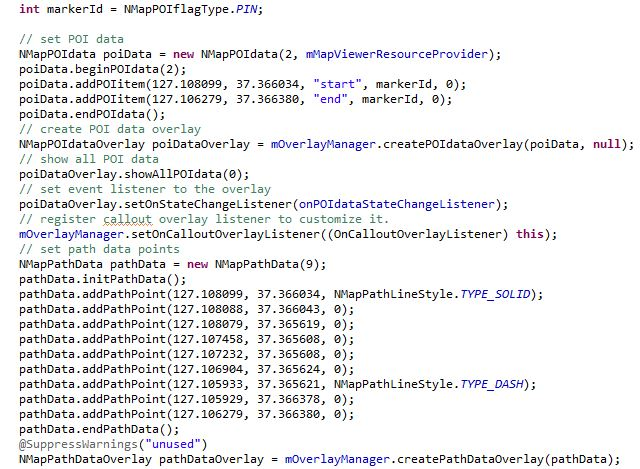 int markerId = NMapPOIflagType.PIN;
// set POI data
NMapPOIdata poiData = new NMapPOIdata(2, mMapViewerResourceProvider);
poiData.beginPOIdata(2);
poiData.addPOIitem(127.108099, 37.366034, "start", markerId, 0);
poiData.addPOIitem(127.106279, 37.366380, "end", markerId, 0);
poiData.endPOIdata();
// create POI data overlay
NMapPOIdataOverlay poiDataOverlay = mOverlayManager.createPOIdataOverlay(poiData, null);
// show all POI data
poiDataOverlay.showAllPOIdata(0);
// set event listener to the overlay
poiDataOverlay.setOnStateChangeListener(onPOIdataStateChangeListener);
// register callout overlay listener to customize it.
mOverlayManager.setOnCalloutOverlayListener((OnCalloutOverlayListener) this);
// set path data points
NMapPathData pathData = new NMapPathData(9);
pathData.initPathData();
pathData.addPathPoint(127.108099, 37.366034, NMapPathLineStyle.TYPE_SOLID);
pathData.addPathPoint(127.108088, 37.366043, 0);
pathData.addPathPoint(127.108079, 37.365619, 0);
pathData.addPathPoint(127.107458, 37.365608, 0);
pathData.addPathPoint(127.107232, 37.365608, 0);
pathData.addPathPoint(127.106904, 37.365624, 0);
pathData.addPathPoint(127.105933, 37.365621, NMapPathLineStyle.TYPE_DASH);
pathData.addPathPoint(127.105929, 37.366378, 0);
pathData.addPathPoint(127.106279, 37.366380, 0);
pathData.endPathData();
@SuppressWarnings("unused")
NMapPathDataOverlay pathDataOverlay = mOverlayManager.createPathDataOverlay(pathData);